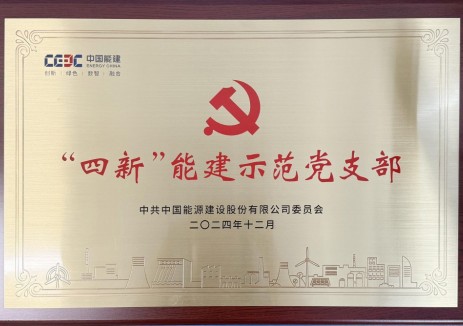 CEEC 中国能建
ENERGY CHINA
创新 绿色 数智 融合
“四新”能建示范党支部
中共中国能源建设股份有限公司委员会
二〇二四年十二月